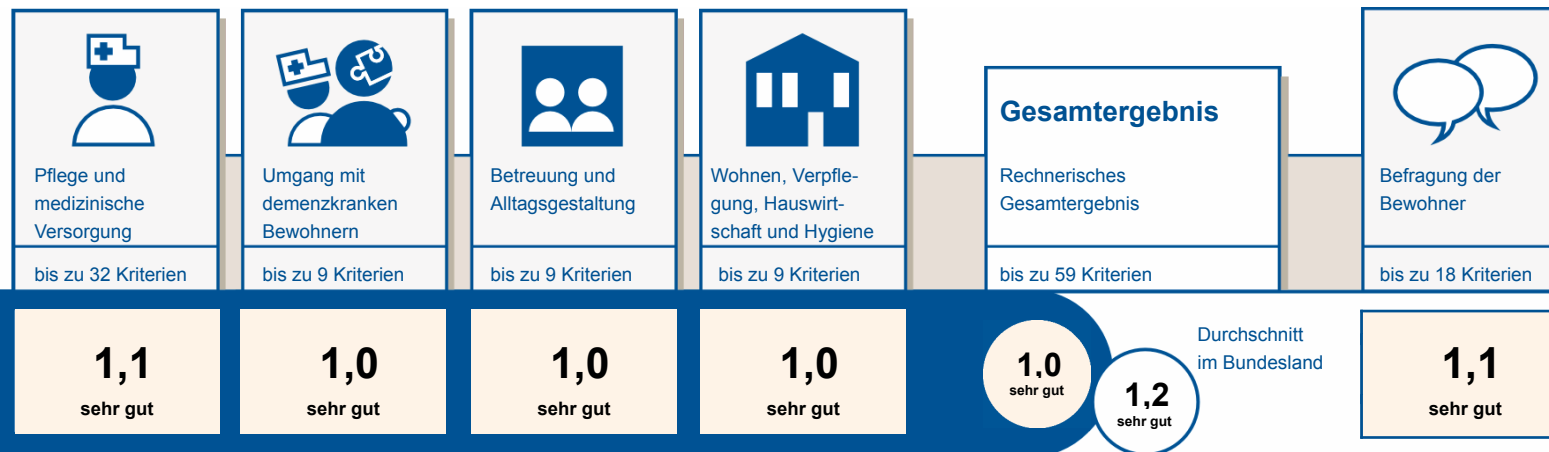 Pflege und
medizinische
Versorgung
bis zu 32 Kriterien
1,1
sehr gut
Umgang mit
demenzkranken
Bewohnern
bis zu 9 Kriterien
1,0
sehr gut
Betreuung und
Alltagsgestaltung
bis zu 9 Kriterien
1,0
sehr gut
Wohnen, Verpfle-
gung, Hauswirt-
schaft und Hygiene
bis zu 9 Kriterien
1,0
sehr gut
Gesamtergebnis
Rechnerisches
Gesamtergebnis
bis zu 59 Kriterien
1,0
sehr gut
1,2
sehr gut
Durchschnitt
im Bundesland
Befragung der
Bewohner
bis zu 18 Kriterien
1,1
sehr gut